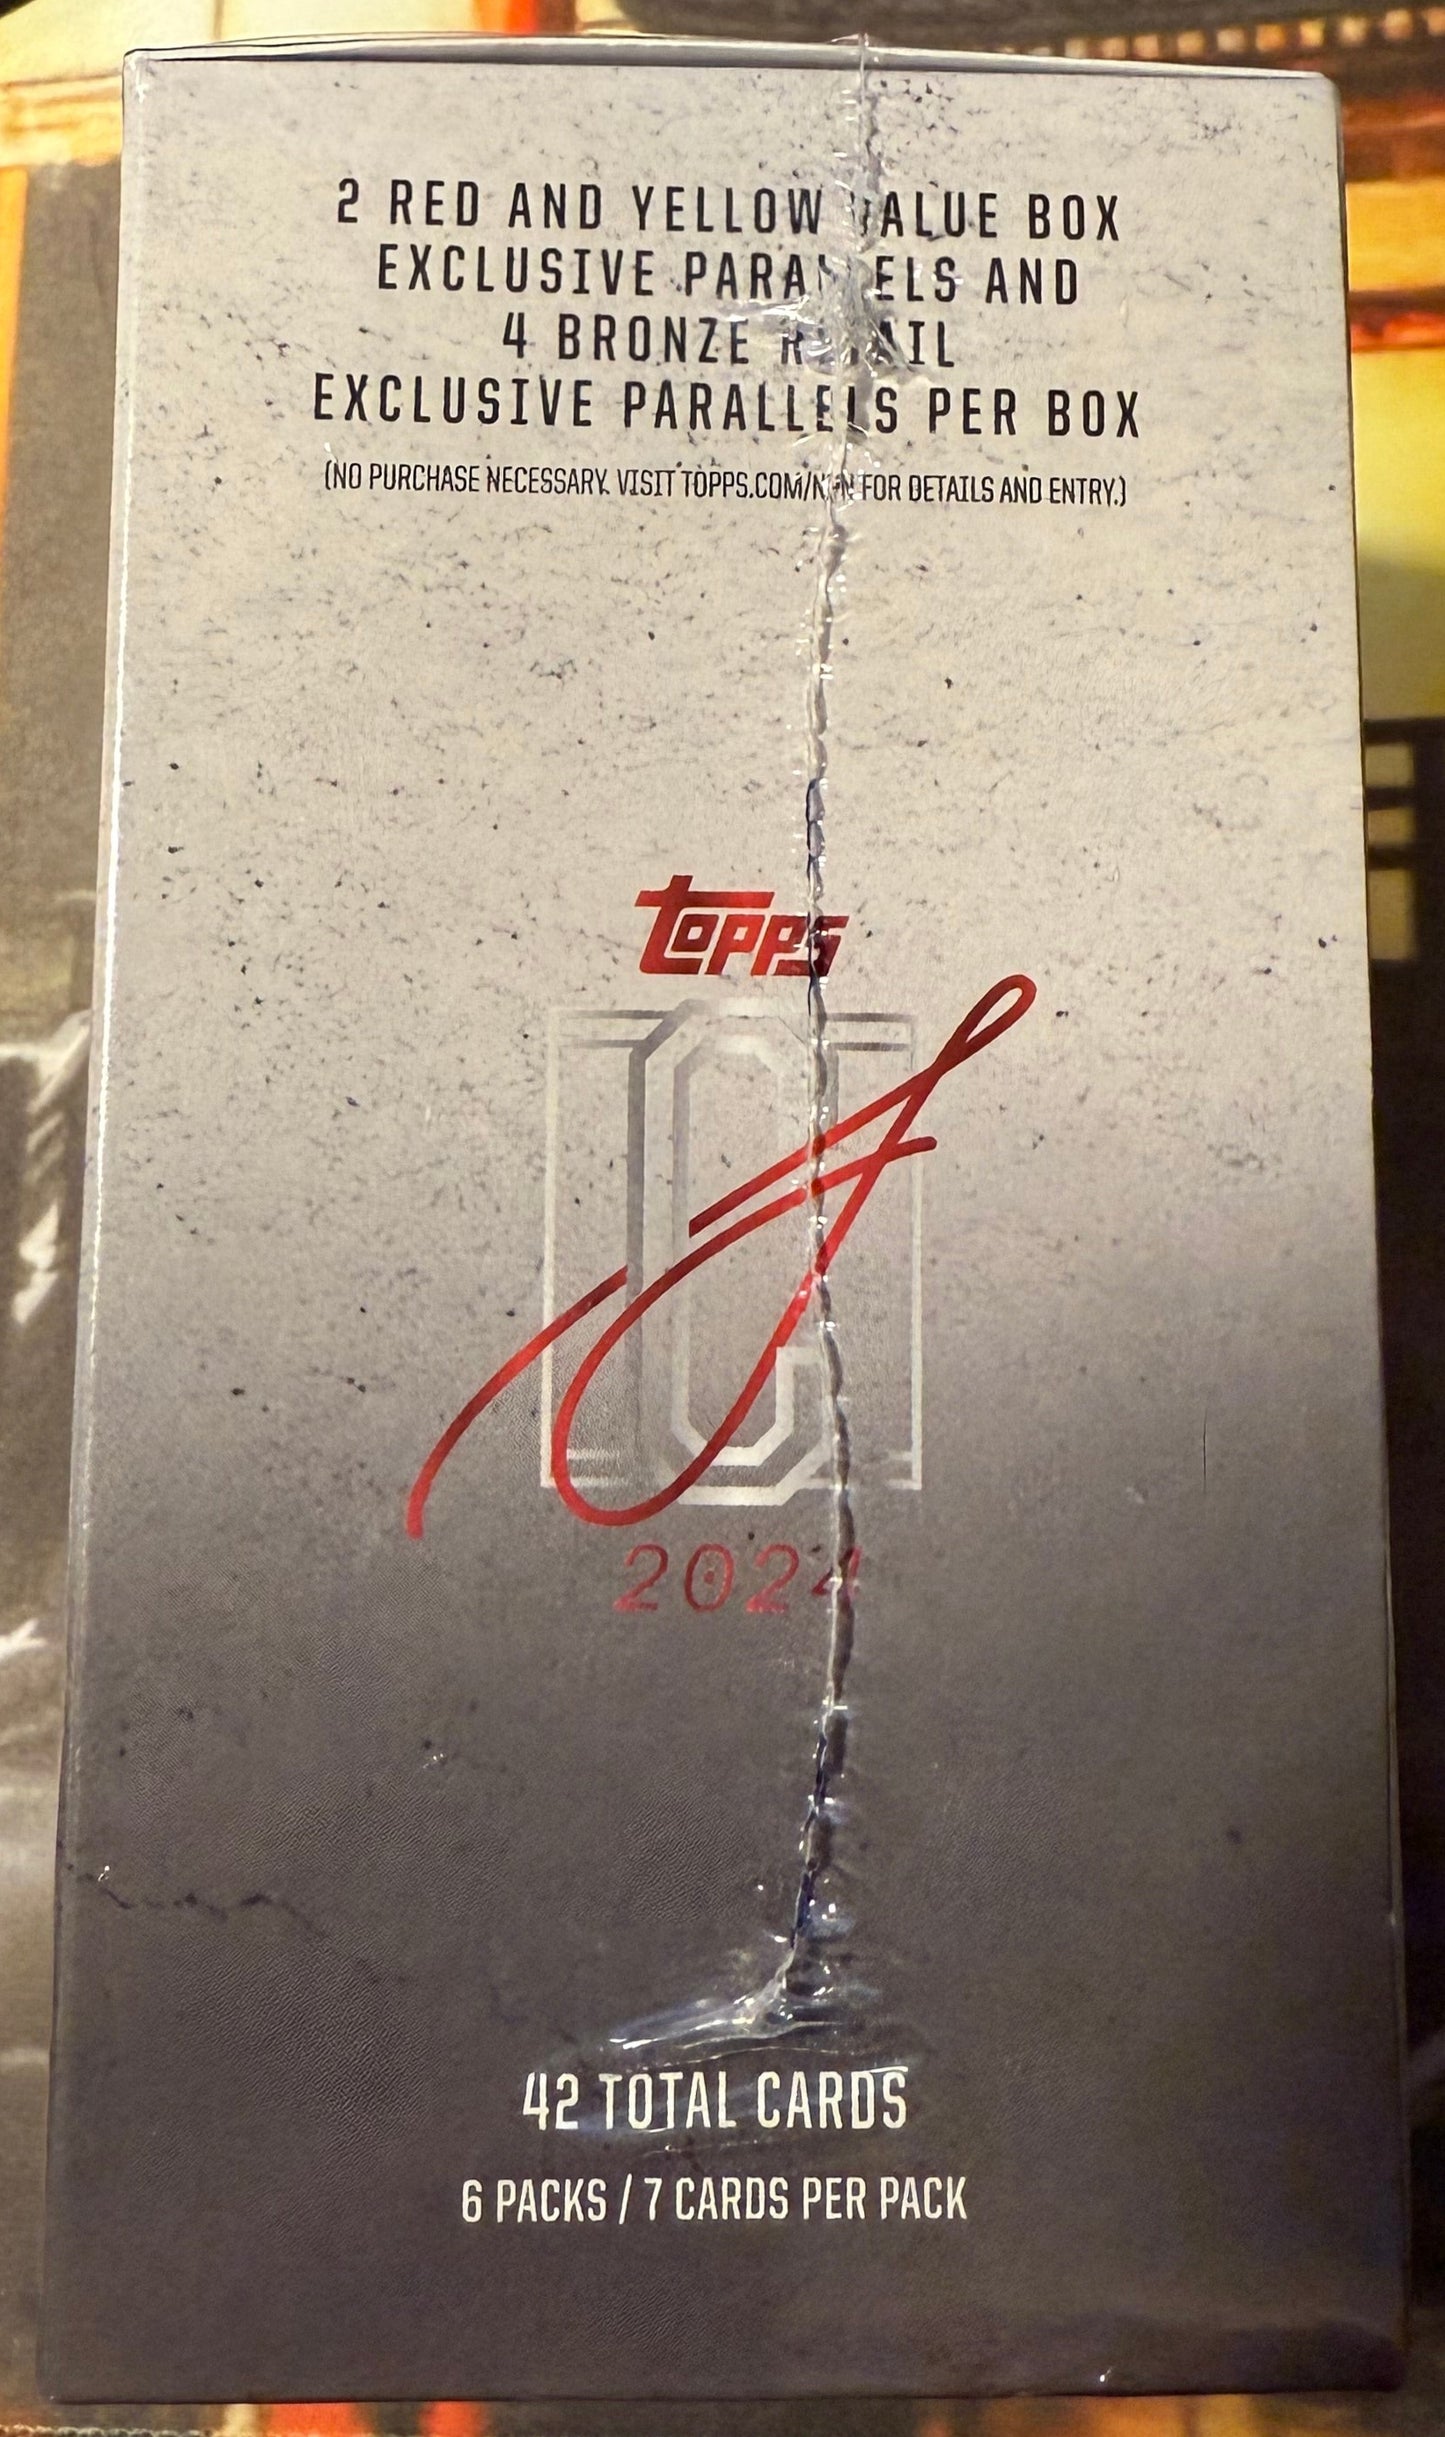 2 RED AND YELLOW VALUE BOX
EXCLUSIVE PARALLELS AND
4 BRONZE RETAIL
EXCLUSIVE PARALLELS PER BOX
(NO PURCHASE NECESSARY. VISIT TOPPS.COM/NPN FOR DETAILS AND ENTRY.)
topps
2024
42 TOTAL CARDS
6 PACKS / 7 CARDS PER PACK